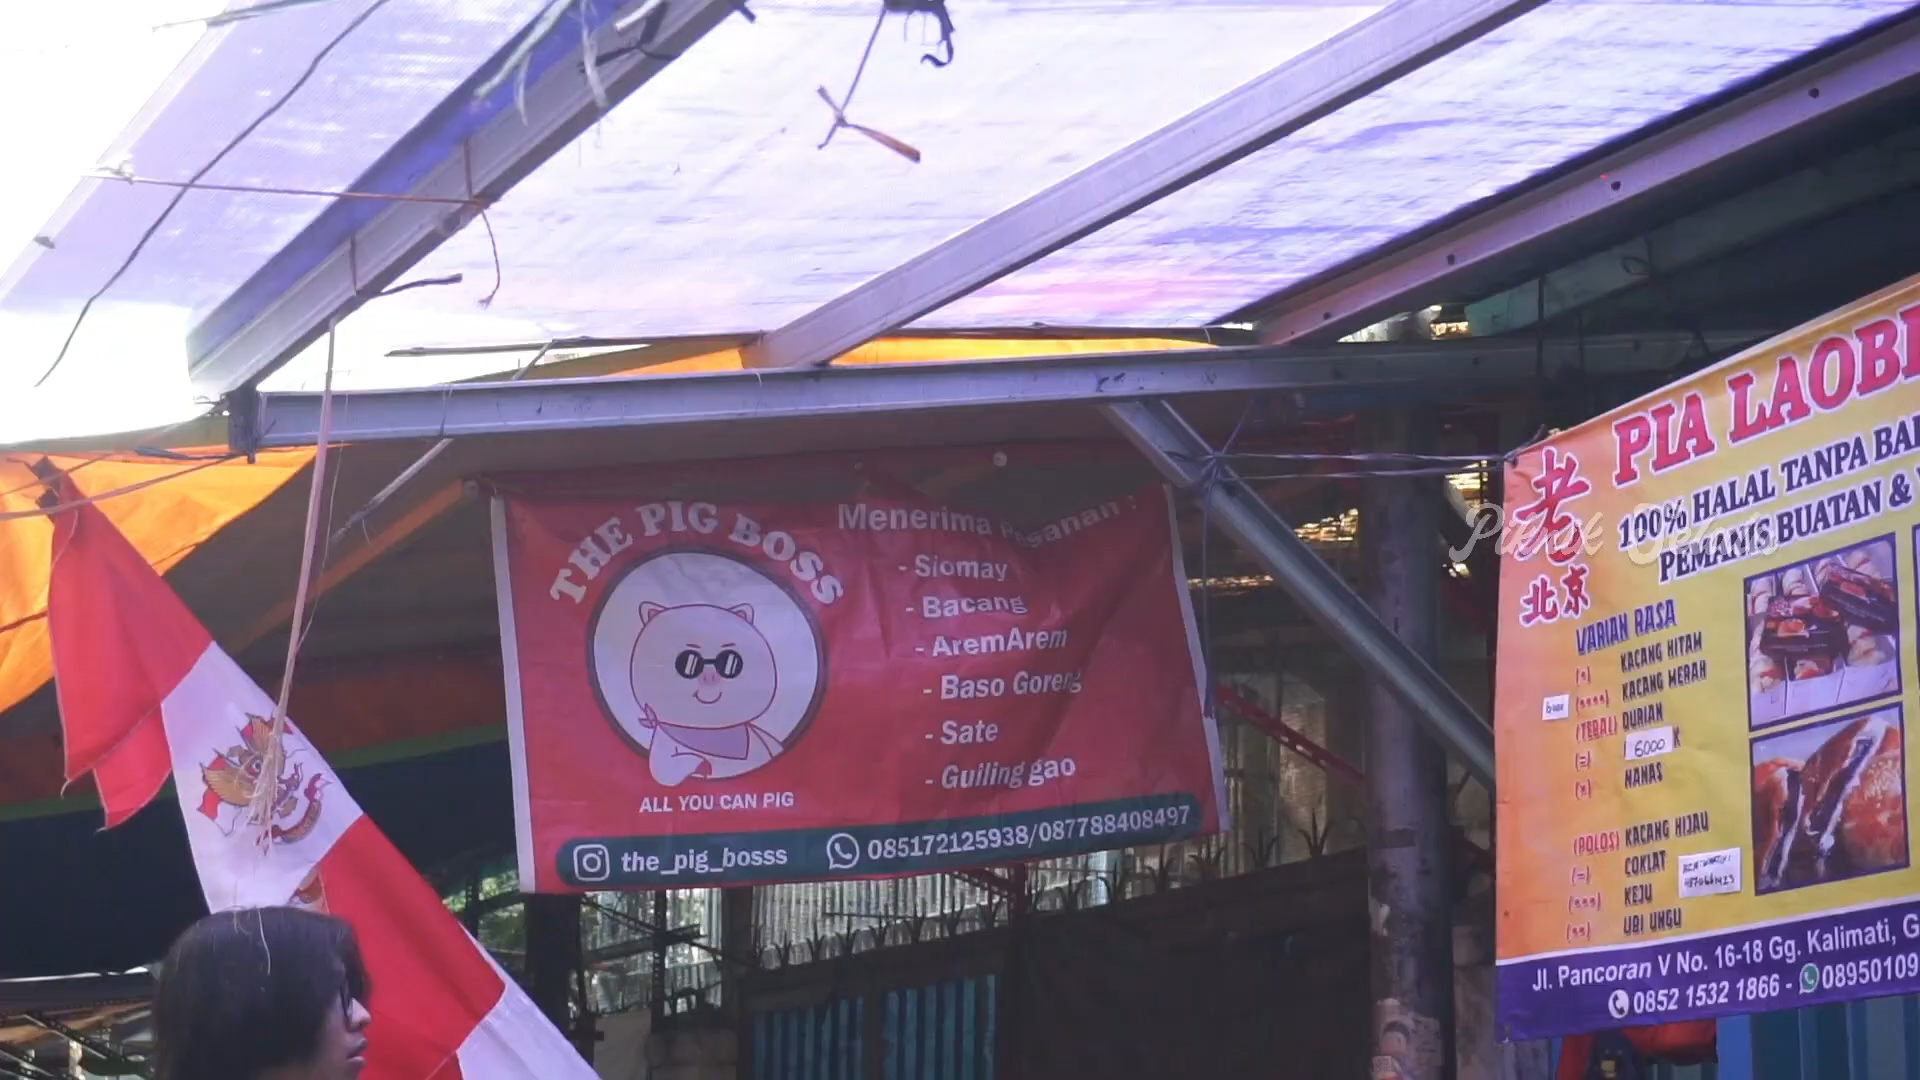 THE PIG BOSS
ALL YOU CAN PIG
Menerima Pesanan !
- Siomay
- Bacang
- AremArem
- Baso Goreng
- Sate
- Guiling gao
the_pig_bosss
085172125938/087788408497
老
北京
PIA LAOBE
100% HALAL TANPA
PEMANIS BUATAN &
VARIAN RASA
(•) KACANG HITAM
(••••) KACANG MERAH
(TEBAL) DURIAN
(=)
6000
(×) NANAS
(POLOS) KACANG HIJAU
(=) COKLAT
(•••) KEJU
(••) UBI UNGU
Jl. Pancoran V No. 16-18 Gg. Kalimati, G
0852 1532 1866 - 08950109